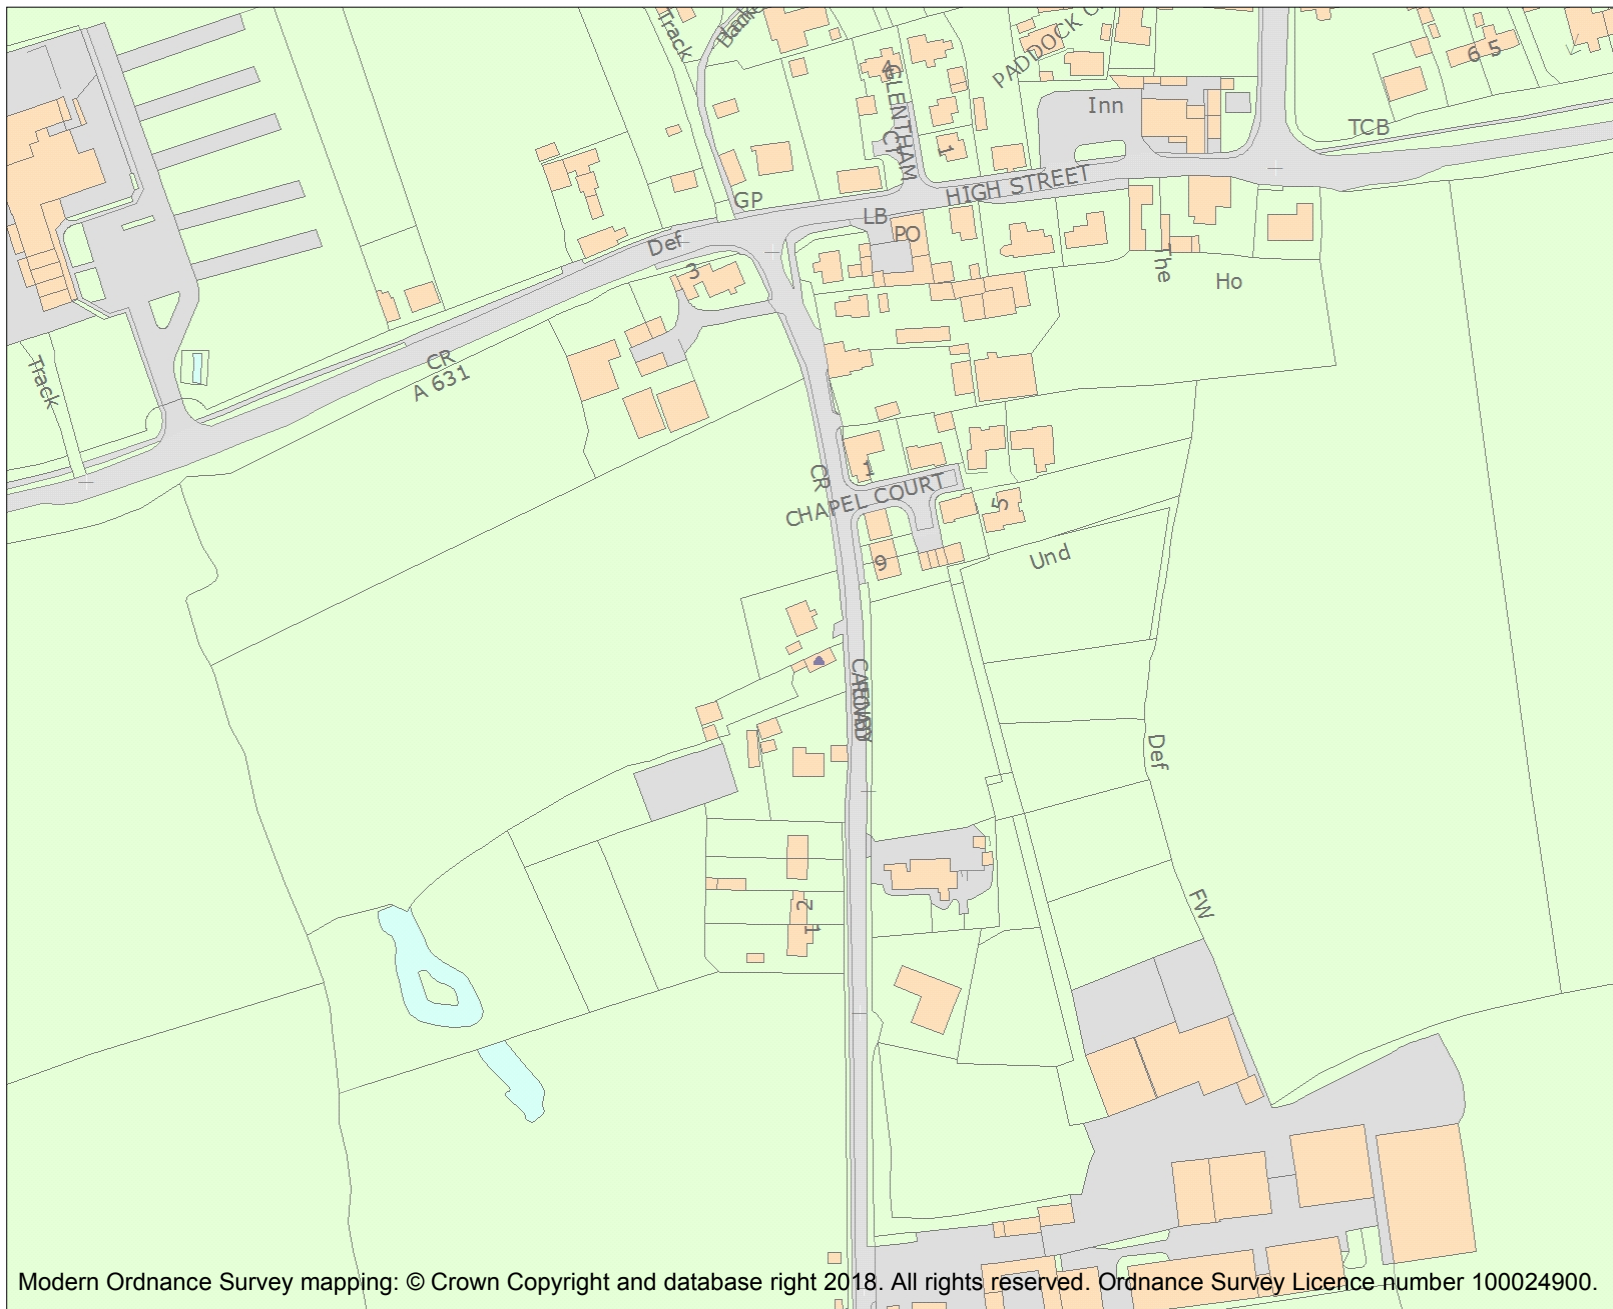 Track
4
GLENTHAM
CT
1
PADDOCK
6 5
Inn
TCB
HIGH STREET
GP
LB
PO
Def
3
The
Ho
CR
A 631
Track
1
CR
CHAPEL COURT
5
9
Und
Def
2
1
FW
Modern Ordnance Survey mapping: © Crown Copyright and database right 2018. All rights reserved. Ordnance Survey Licence number 100024900.